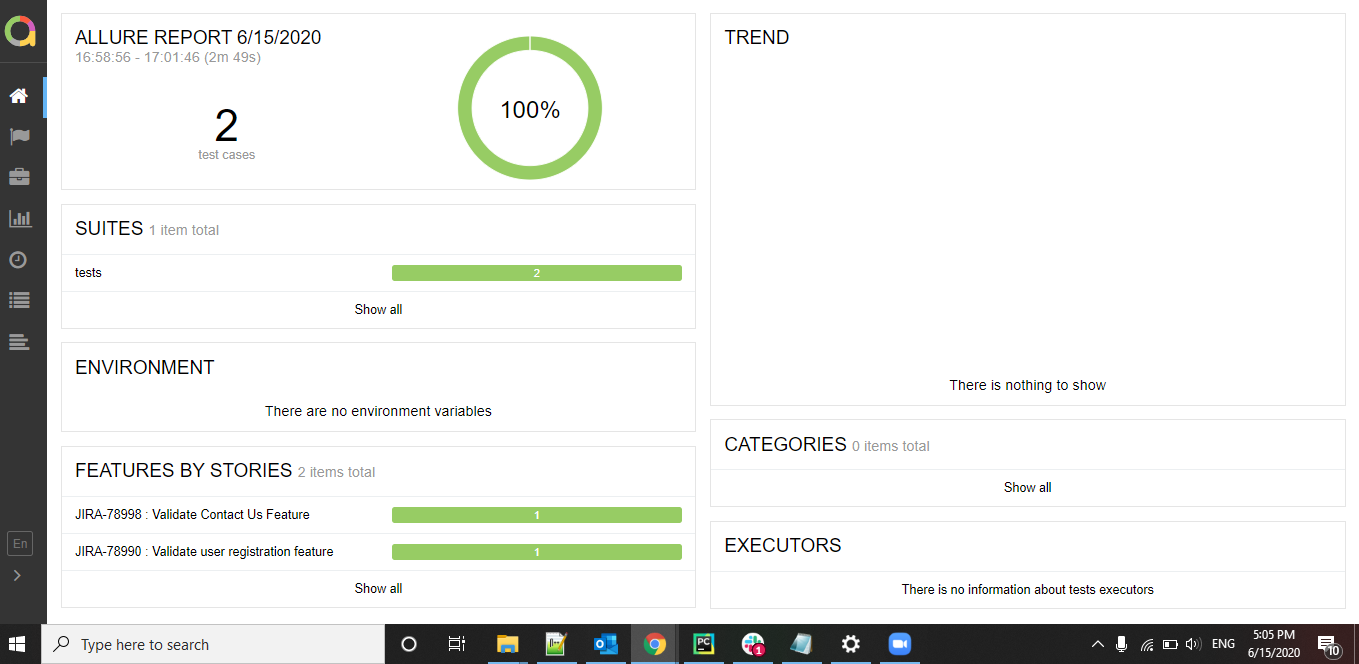 ALLURE REPORT 6/15/2020
16:58:56 - 17:01:46 (2m 49s)
2
test cases
100%
SUITES 1 item total
tests 2
Show all
ENVIRONMENT
There are no environment variables
FEATURES BY STORIES 2 items total
JIRA-78998 : Validate Contact Us Feature 1
JIRA-78990 : Validate user registration feature 1
Show all
TREND
There is nothing to show
CATEGORIES 0 items total
Show all
EXECUTORS
There is no information about tests executors
En
Type here to search
PC
1
ENG
5:05 PM
6/15/2020
10